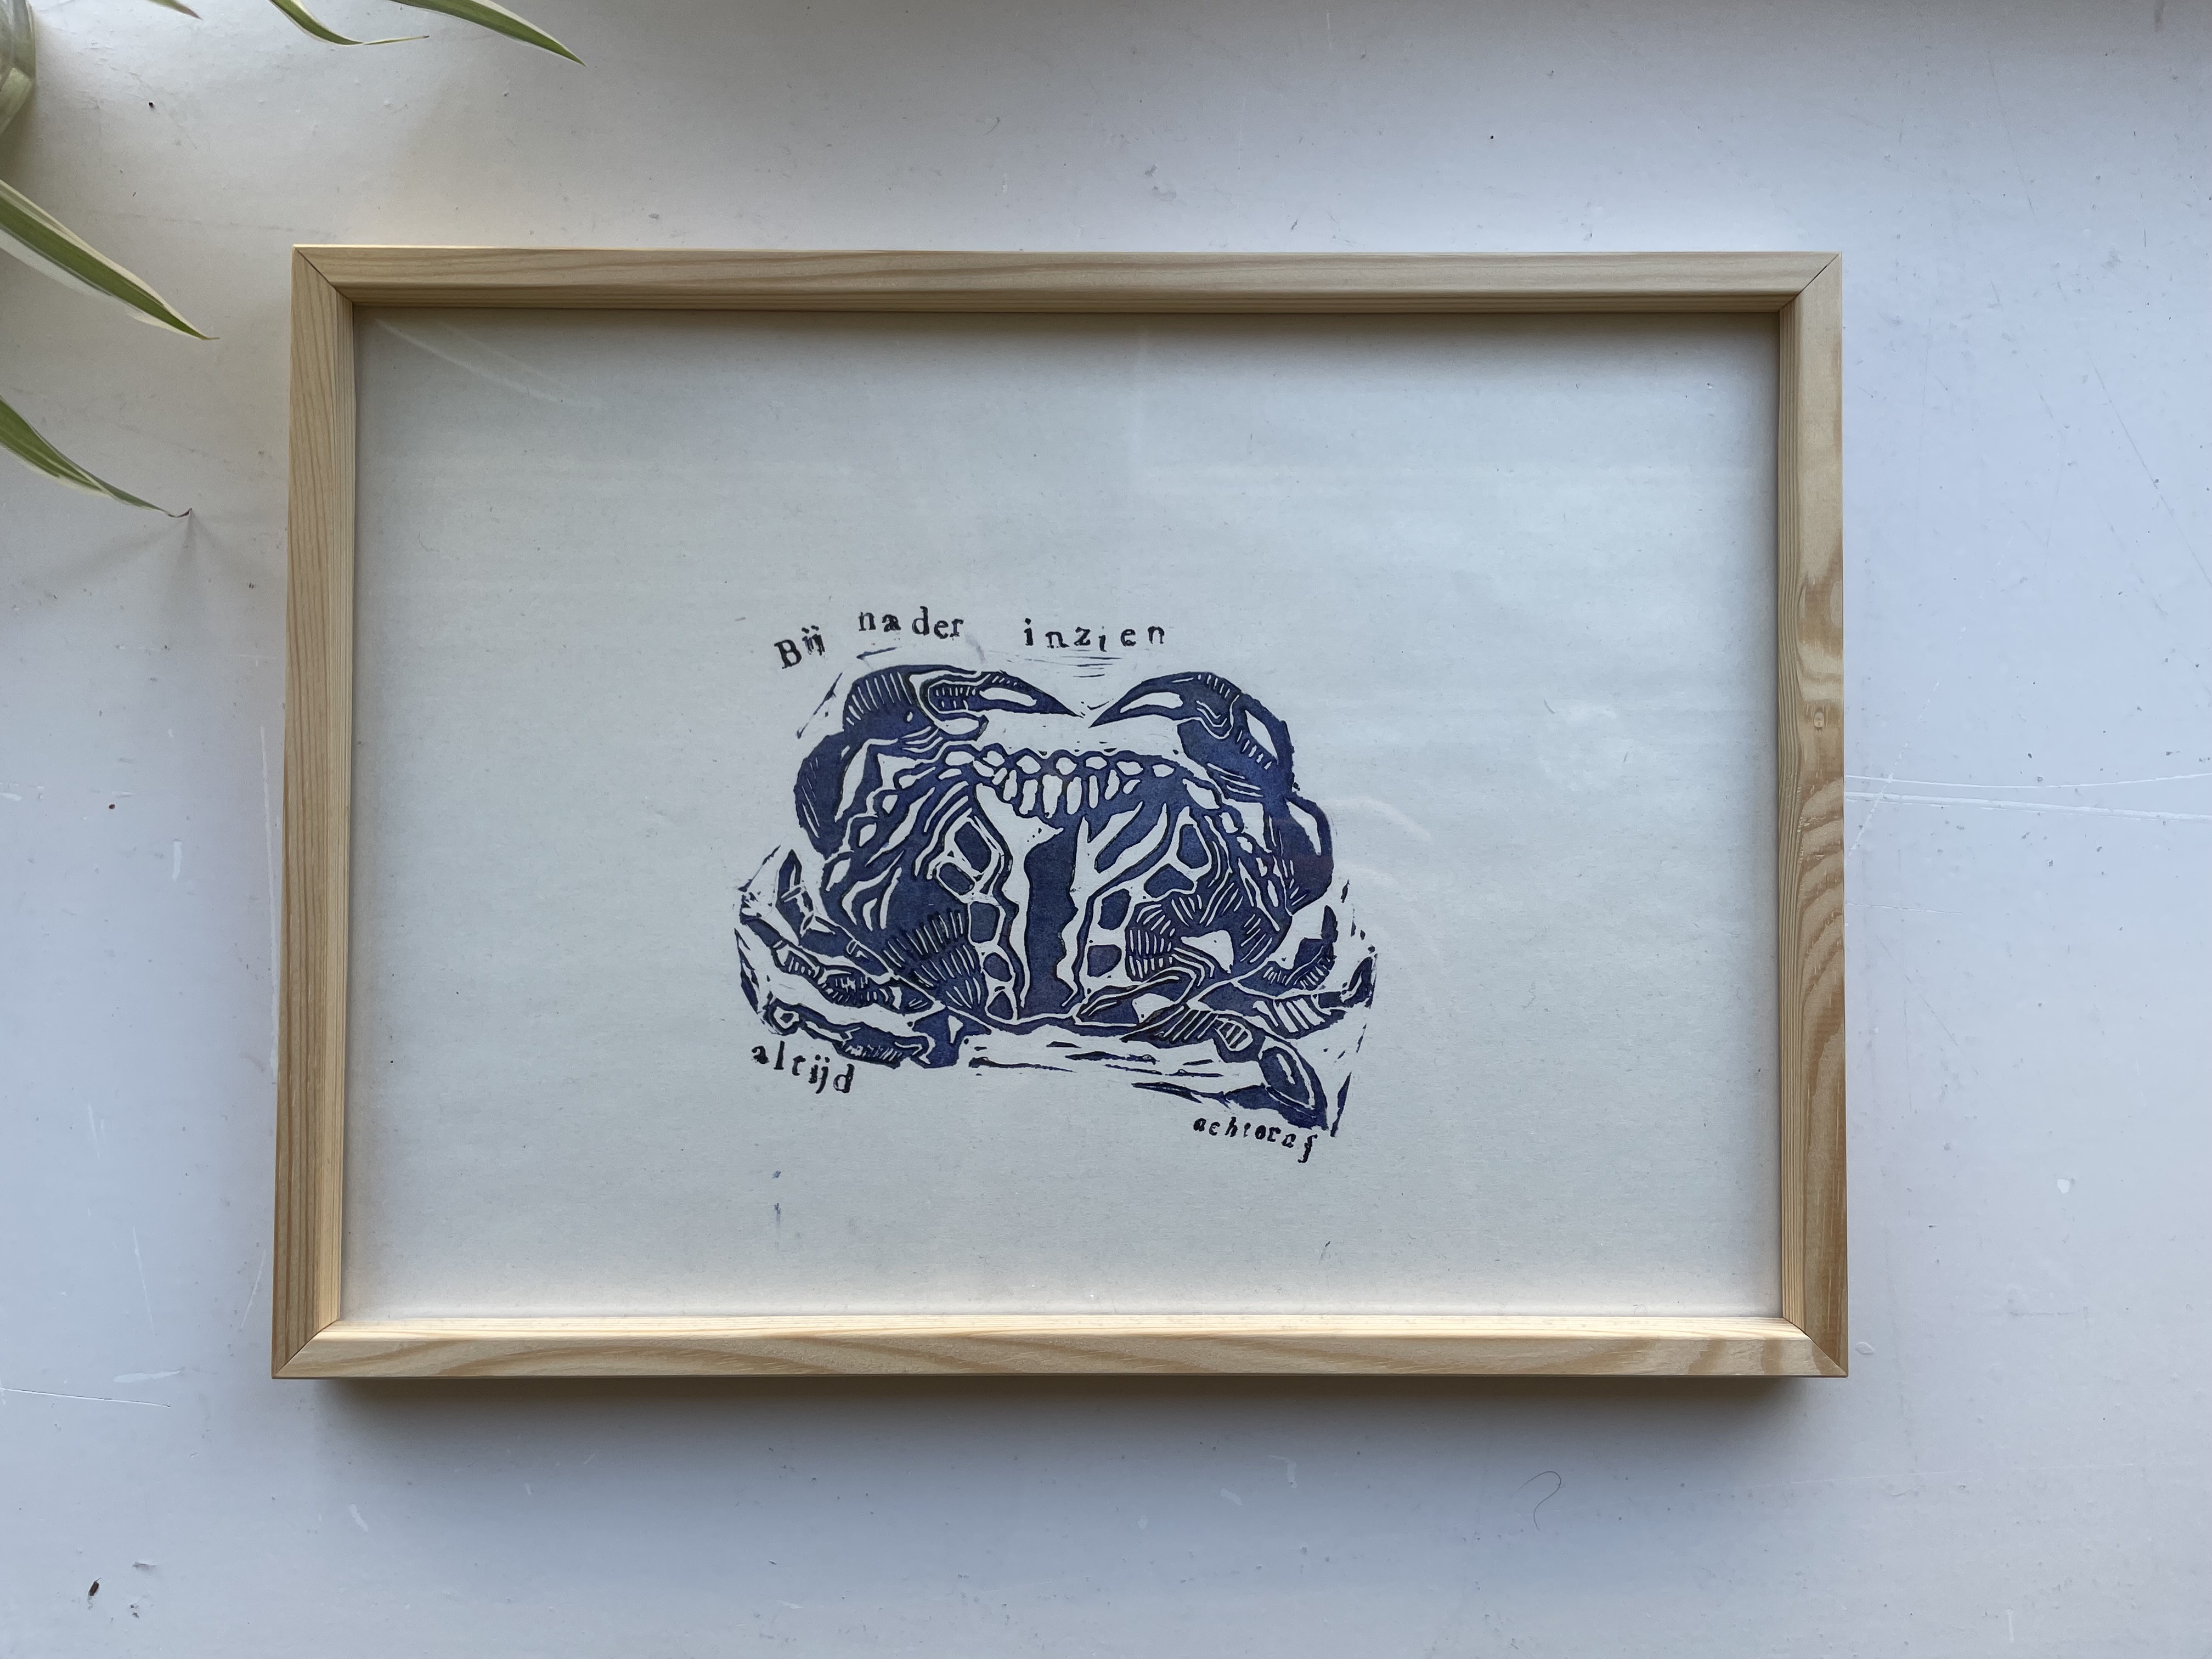 Bij nader inzien
altijd
achteraf